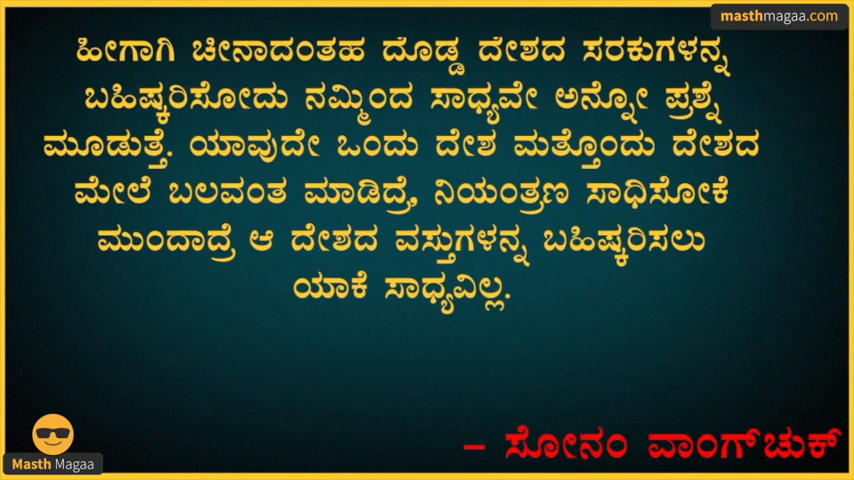 masthmagaa.com
ಹೀಗಾಗಿ ಚೀನಾದಂತಹ ದೊಡ್ಡ ದೇಶದ ಸರಕುಗಳನ್ನ
ಬಹಿಷ್ಕರಿಸೋದು ನಮ್ಮಿಂದ ಸಾಧ್ಯವೇ ಅನ್ನೋ ಪ್ರಶ್ನೆ
ಮೂಡುತ್ತೆ. ಯಾವುದೇ ಒಂದು ದೇಶ ಮತ್ತೊಂದು ದೇಶದ
ಮೇಲೆ ಬಲವಂತ ಮಾಡಿದ್ರೆ, ನಿಯಂತ್ರಣ ಸಾಧಿಸೋಕೆ
ಮುಂದಾದ್ರೆ ಆ ದೇಶದ ವಸ್ತುಗಳನ್ನ ಬಹಿಷ್ಕರಿಸಲು
ಯಾಕೆ ಸಾಧ್ಯವಿಲ್ಲ.
– ಸೋನಂ ವಾಂಗ್‌ಚುಕ್
Masth Magaa